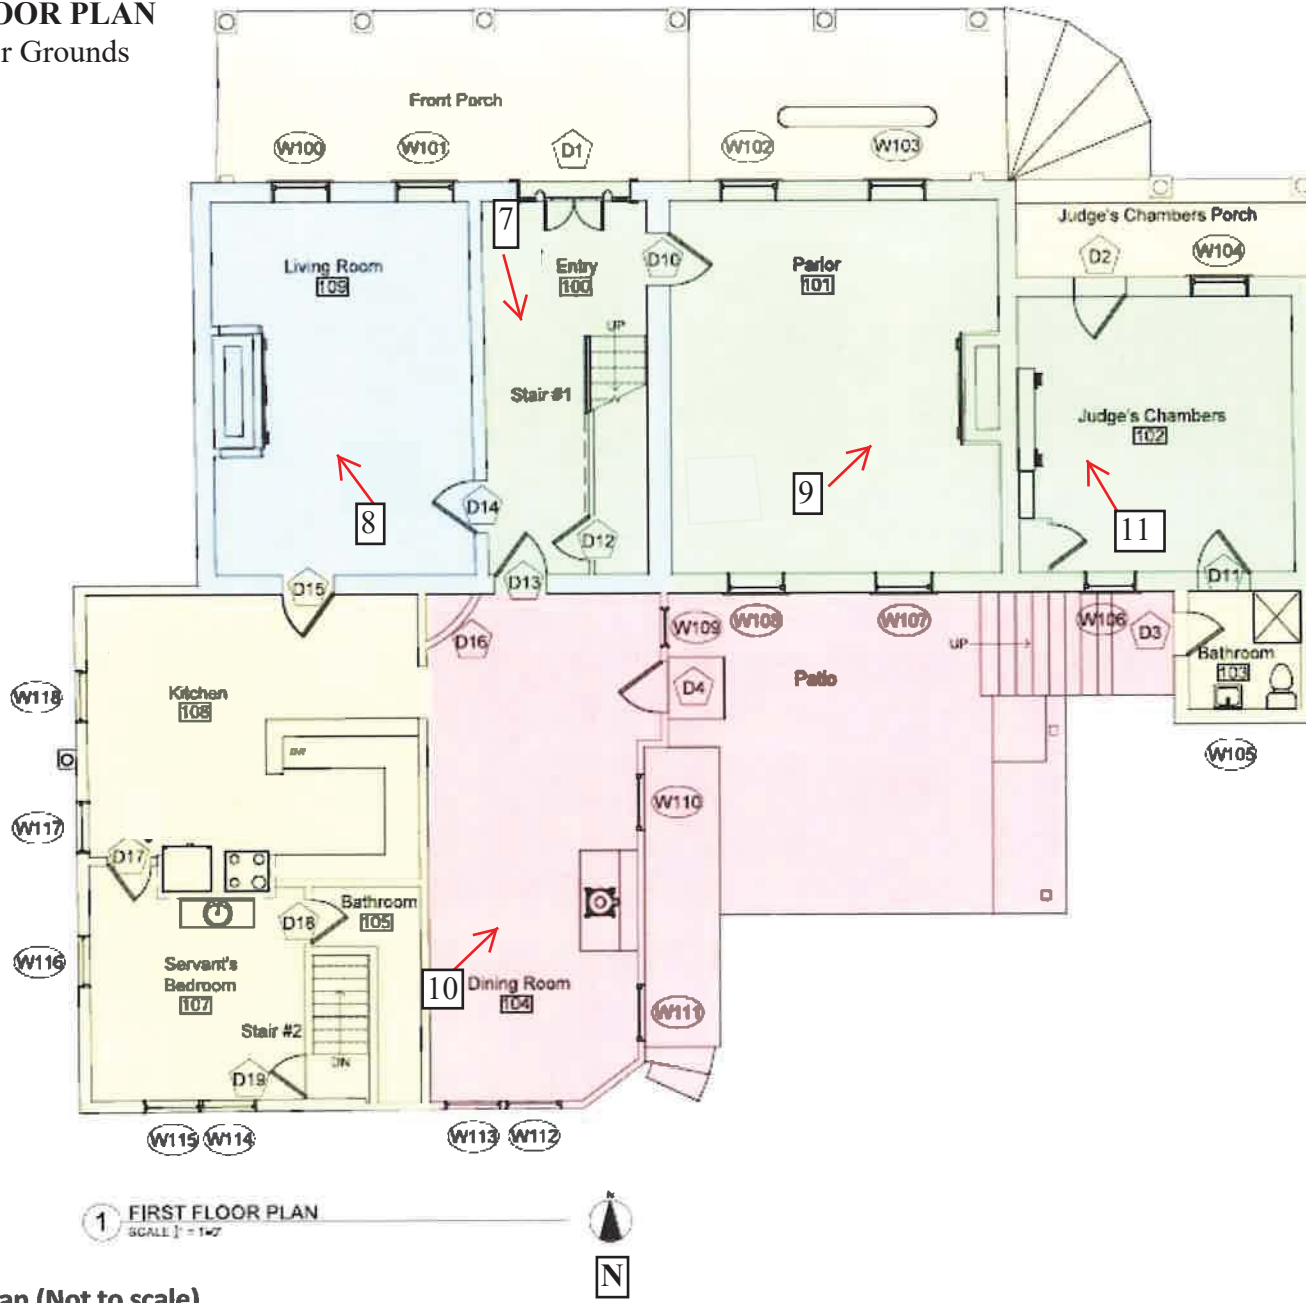 OOR PLAN
r Grounds
Front Porch
W100
W101
D1
W102
W103
7
Judge's Chambers Porch
D2
W104
Living Room
109
Entry
100
D10
Parlor
101
UP
Stair #1
Judge's Chambers
102
8
D14
9
11
D12
D15
D13
D11
D16
W109
W108
W107
UP
W106
D3
Bathroom
103
W118
Kitchen
108
D4
Patio
W105
W110
W117
D17
D18
Bathroom
105
W116
Servant's
Bedroom
107
10
Dining Room
104
W111
Stair #2
DN
D19
W115
W114
W113
W112
1
FIRST FLOOR PLAN
N
N
an (Not to scale)